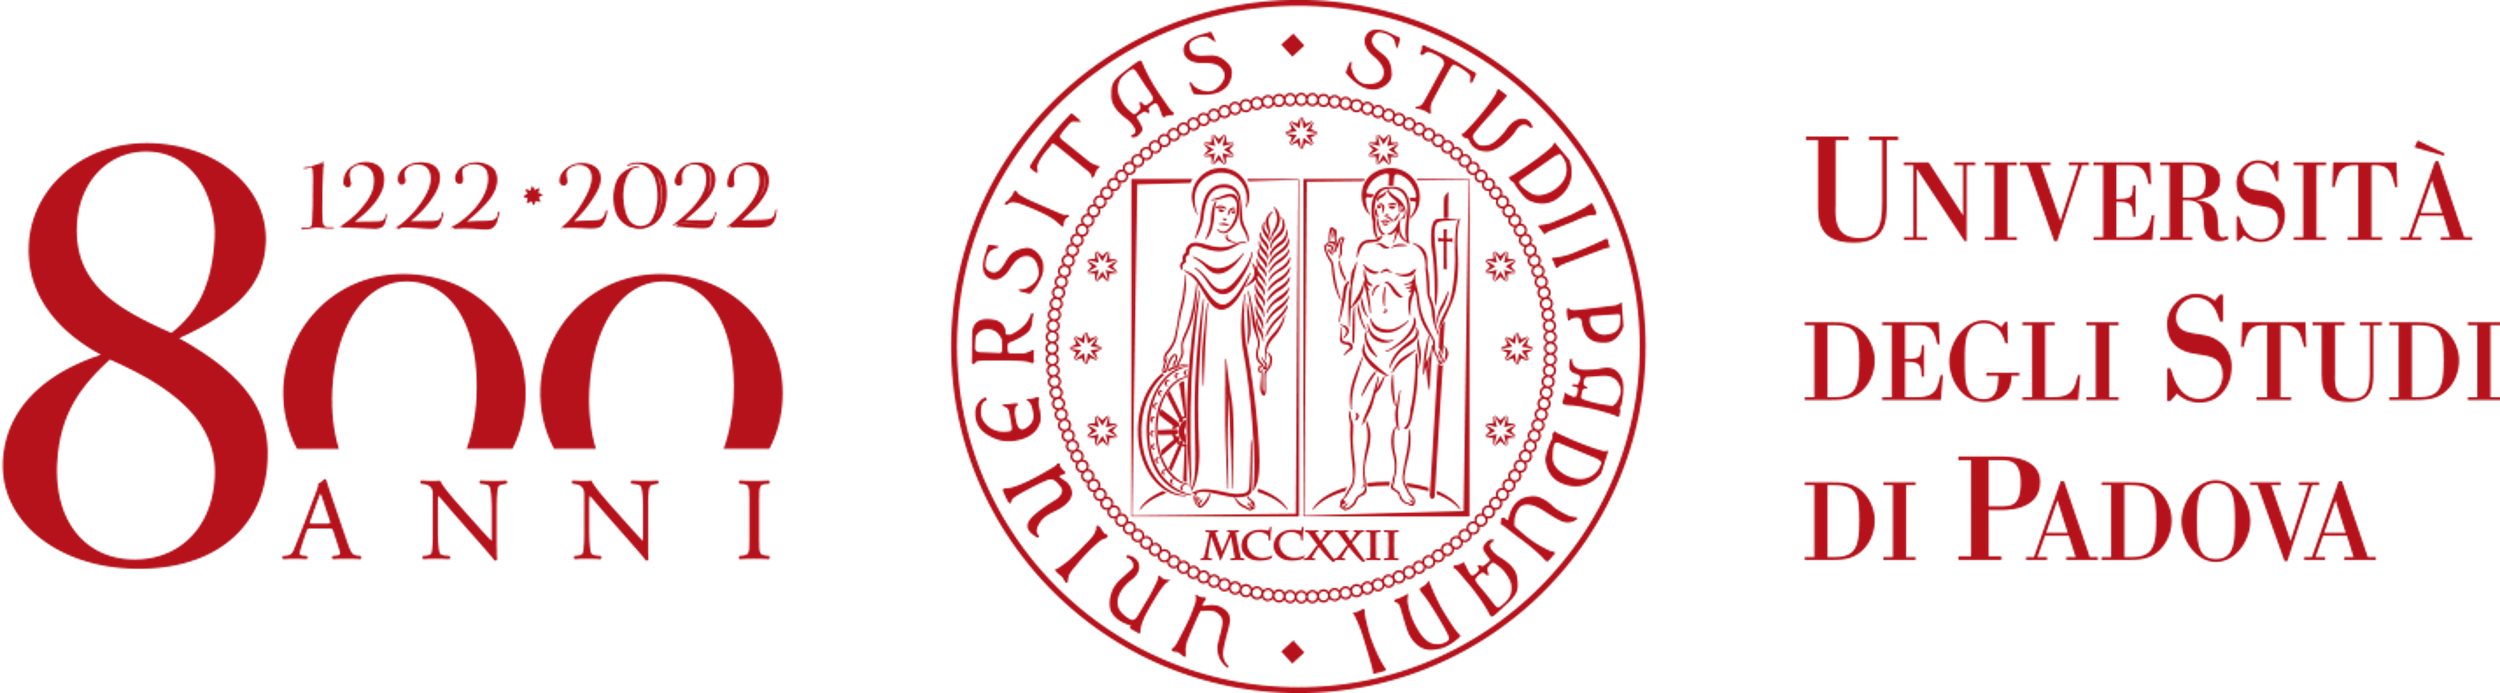 1222 * 2022
800
ANNI
UNIVERSITAS STUDII PADUANI
MCCXXII
UNIVERSITÀ
DEGLI STUDI
DI PADOVA